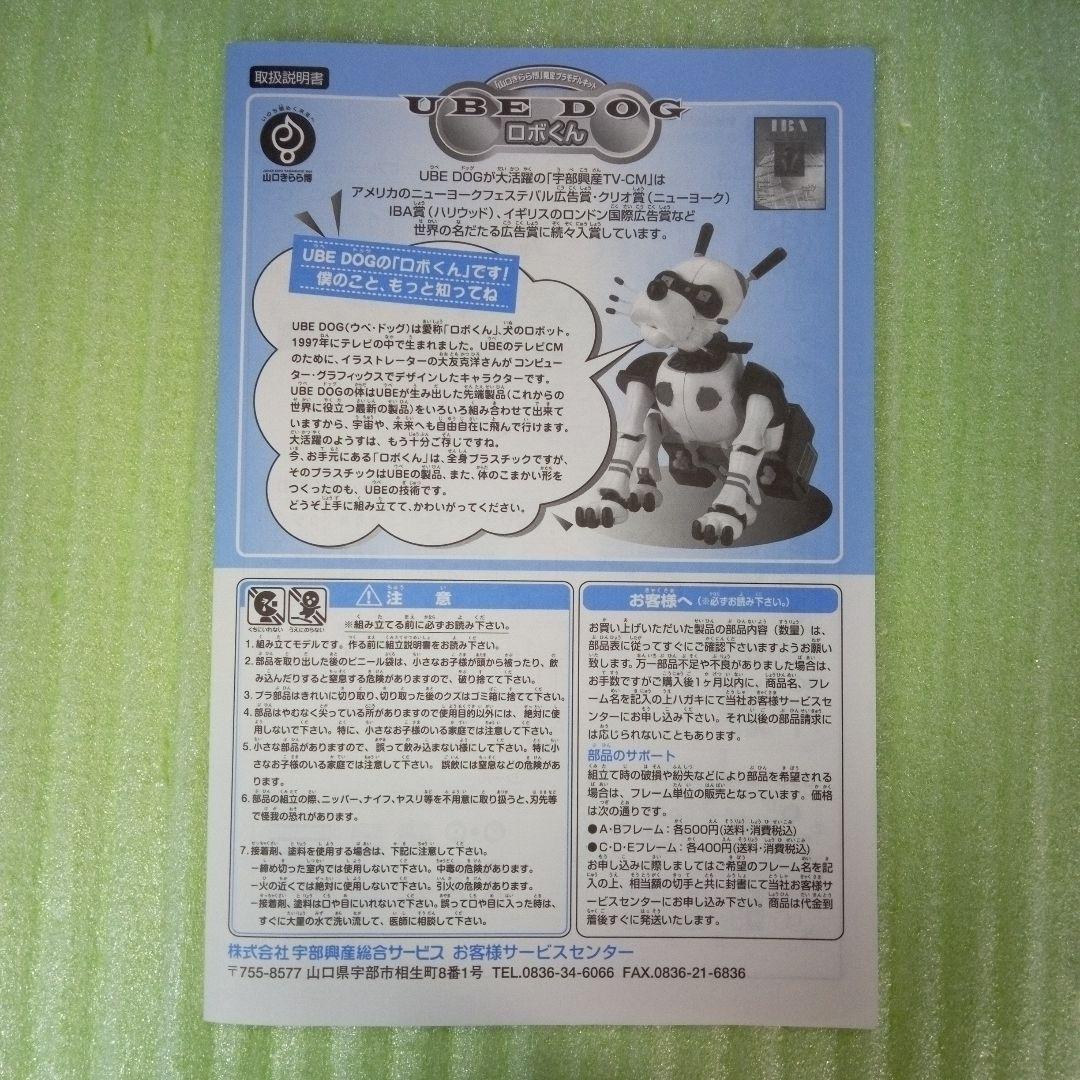 取扱説明書
「山口きらら博」限定プラモデルキット
UBE DOG
ロボくん
いのち燃ゆる未来へ
山口きらら博
IBA
UBE DOGが大活躍の「宇部興産TV-CM」は
アメリカのニューヨークフェステバル広告賞・クリオ賞（ニューヨーク）
IBA賞（ハリウッド）、イギリスのロンドン国際広告賞など
世界の名だたる広告賞に続々入賞しています。
UBE DOGの「ロボくん」です！
僕のこと、もっと知ってね
UBE DOG（ウベ・ドッグ）は愛称「ロボくん」、犬のロボット。
1997年にテレビの中で生まれました。UBEのテレビCM
のために、イラストレーターの大友克洋さんがコンピュー
ター・グラフィックスでデザインしたキャラクターです。
UBE DOGの体はUBEが生み出した先端製品（これからの
世界に役立つ最新の製品）をいろいろ組み合わせて出来て
いますから、宇宙や、未来へも自由自在に飛んで行けます。
大活躍のようすは、もう十分ご存じですね。
今、お手元にある「ロボくん」は、全身プラスチックですが、
そのプラスチックはUBEの製品、また、体のこまかい形を
つくったのも、UBEの技術です。
どうぞ上手に組み立てて、かわいがってください。
くちにいれない
うえにのらない
注意
※組み立てる前に必ずお読み下さい。
1. 組み立てモデルです。作る前に組立説明書をお読み下さい。
2. 部品を取り出した後のビニール袋は、小さなお子様が頭から被ったり、飲
み込んだりすると窒息する危険がありますので、破り捨てて下さい。
3. プラ部品はきれいに切り取り、切り取った後のクズはゴミ箱に捨てて下さい。
4. 部品はやむなく尖っている所がありますので使用目的以外には、絶対に使
用しないで下さい。特に、小さなお子様のいる家庭では注意して下さい。
5. 小さな部品がありますので、誤って飲み込まない様にして下さい。特に小
さなお子様のいる家庭では注意して下さい。誤飲には窒息などの危険があ
ります。
6. 部品の組立の際、ニッパー、ナイフ、ヤスリ等を不用意に取り扱うと、刃先等
で怪我の恐れがあります。
7. 接着剤、塗料を使用する場合は、下記に注意して下さい。
－締め切った室内では使用しないで下さい。中毒の危険があります。
－火の近くでは絶対に使用しないで下さい。引火の危険があります。
－接着剤、塗料は口や目にいれないで下さい。誤って口や目に入った時は、
すぐに大量の水で洗い流して、医師に相談して下さい。
お客様へ（※必ずお読み下さい。）
お買い上げいただいた製品の部品内容（数量）は、
部品表に従ってすぐにご確認下さいますようお願い
致します。万一部品不足や不良がありました場合は、
お手数ですがご購入後1ヶ月以内に、商品名、フレ
ーム名を記入の上ハガキにて当社お客様サービスセ
ンターにお申し込み下さい。それ以後の部品請求に
は応じられないこともあります。
部品のサポート
組立て時の破損や紛失などにより部品を希望される
場合は、フレーム単位の販売となっています。価格
は次の通りです。
●A・Bフレーム：各500円（送料・消費税込）
●C・D・Eフレーム：各400円（送料・消費税込）
お申し込みに際しましてはご希望のフレーム名を記
入の上、相当額の切手と共に封書にて当社お客様サ
ービスセンターにお申し込み下さい。商品は代金到
着後すぐに発送いたします。
株式会社 宇部興産総合サービス お客様サービスセンター
〒755-8577 山口県宇部市相生町8番1号 TEL.0836-34-6066 FAX.0836-21-6836